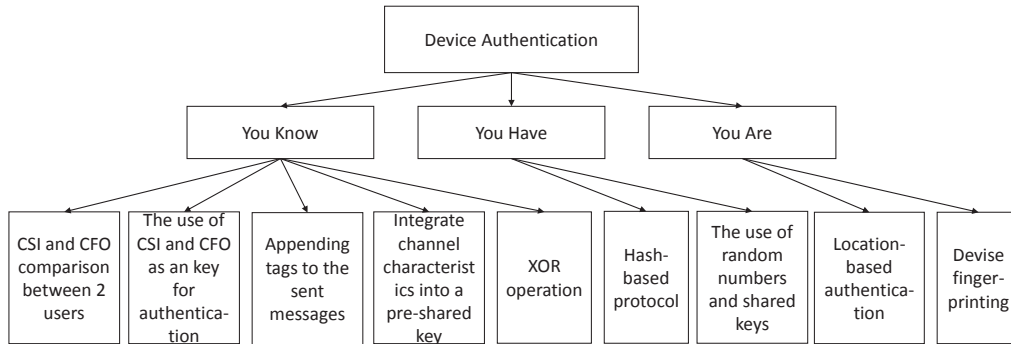 Device Authentication
You Know
You Have
You Are
CSI and CFO
comparison
between 2
users
The use of
CSI and CFO
as an key
for
authentica-
tion
Appending
tags to the
sent
messages
Integrate
channel
characterist
ics into a
pre-shared
key
XOR
operation
Hash-
based
protocol
The use of
random
numbers
and shared
keys
Location-
based
authentica-
tion
Devise
finger-
printing